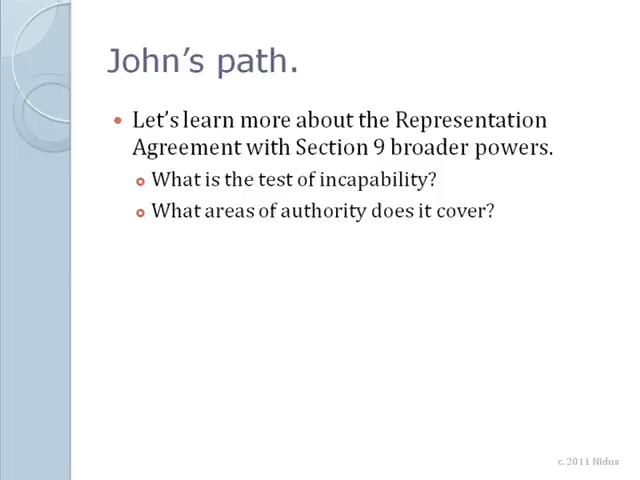 John's path.
Let's learn more about the Representation
Agreement with Section 9 broader powers.
What is the test of incapability?
What areas of authority does it cover?
c. 2011 Nidus